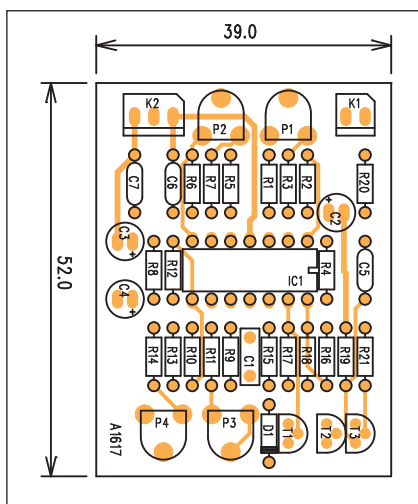 39.0
52.0
K2
P2
P1
K1
C7
C6
R6
R7
R5
R1
R3
R2
R20
+
C2
C3
+
R8
R12
IC1
R4
C5
C4
+
R14
R13
R10
R11
R9
C1
R15
R17
R18
R16
R19
R21
A1617
P4
P3
D1
T1
T2
T3